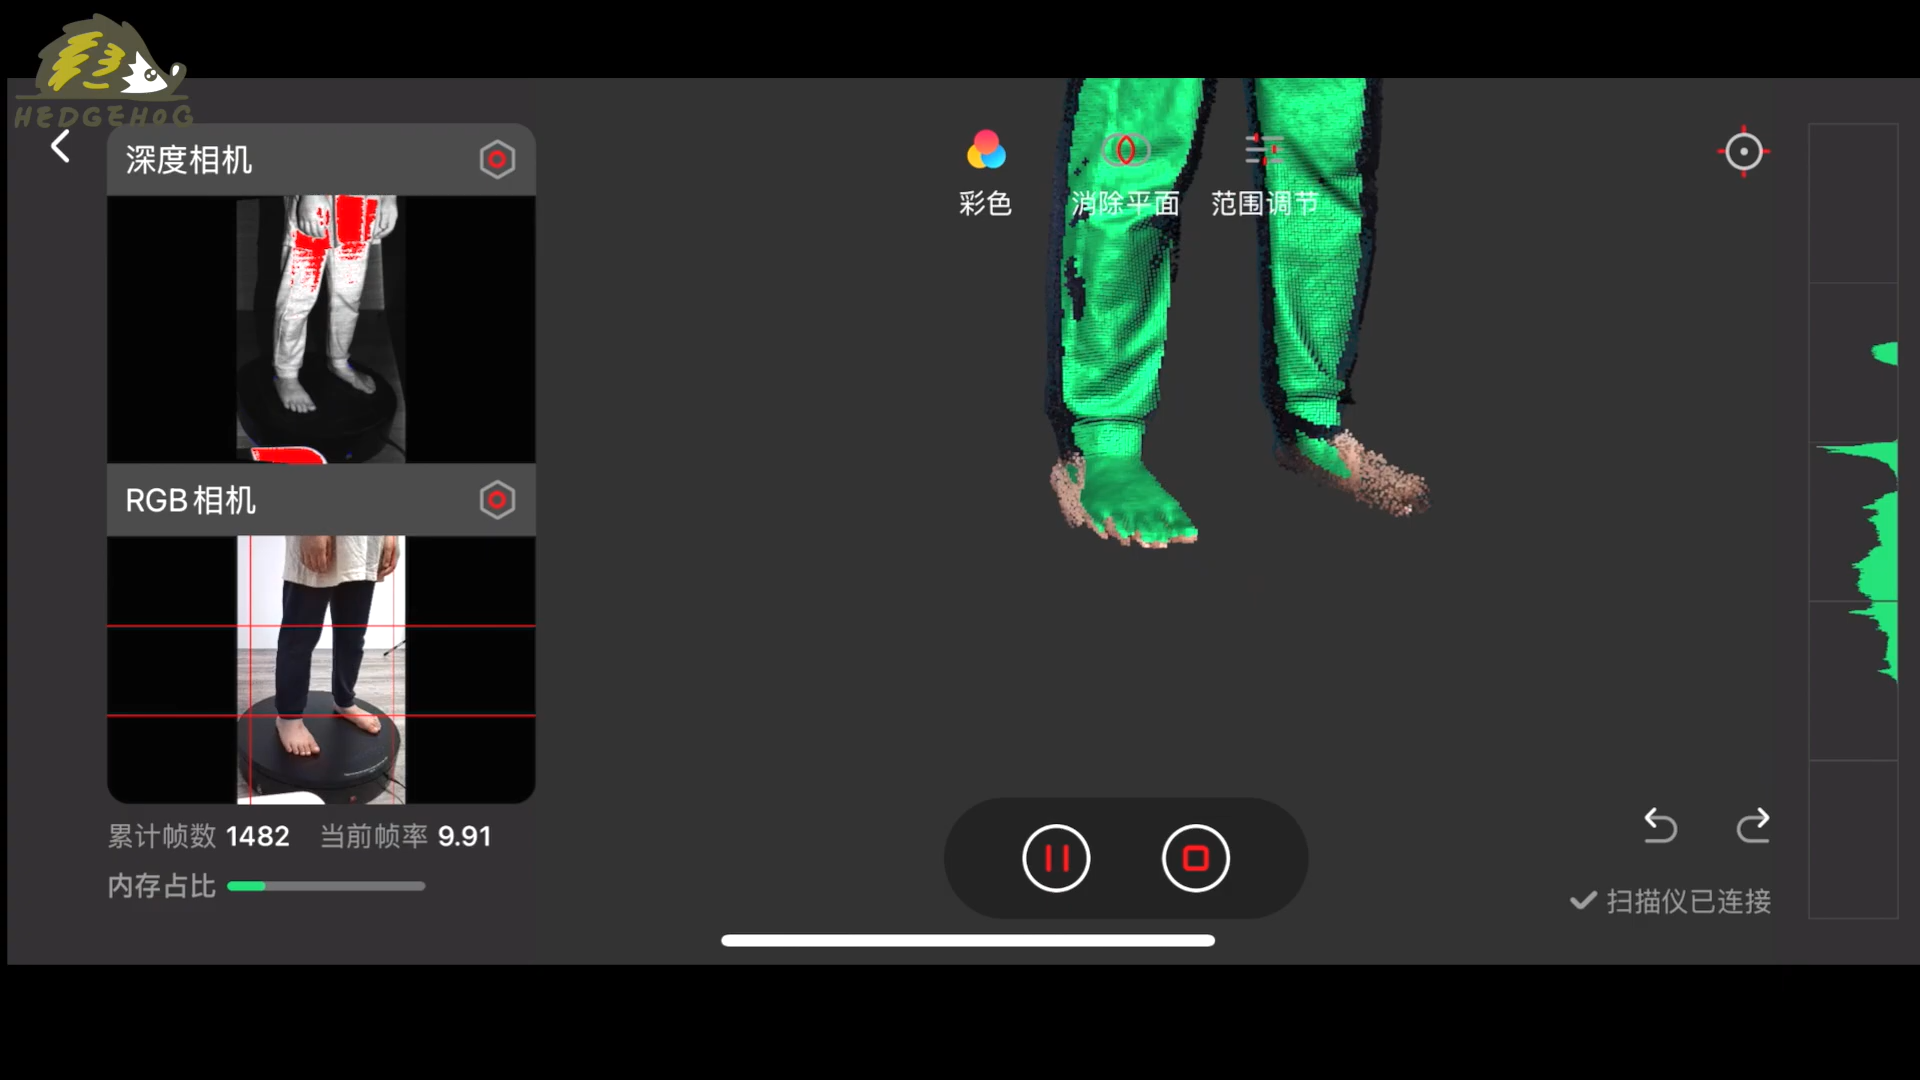 HEDGEHOG
深度相机
彩色
消除平面
范围调节
RGB相机
累计帧数 1482 当前帧率 9.91
内存占比
扫描仪已连接